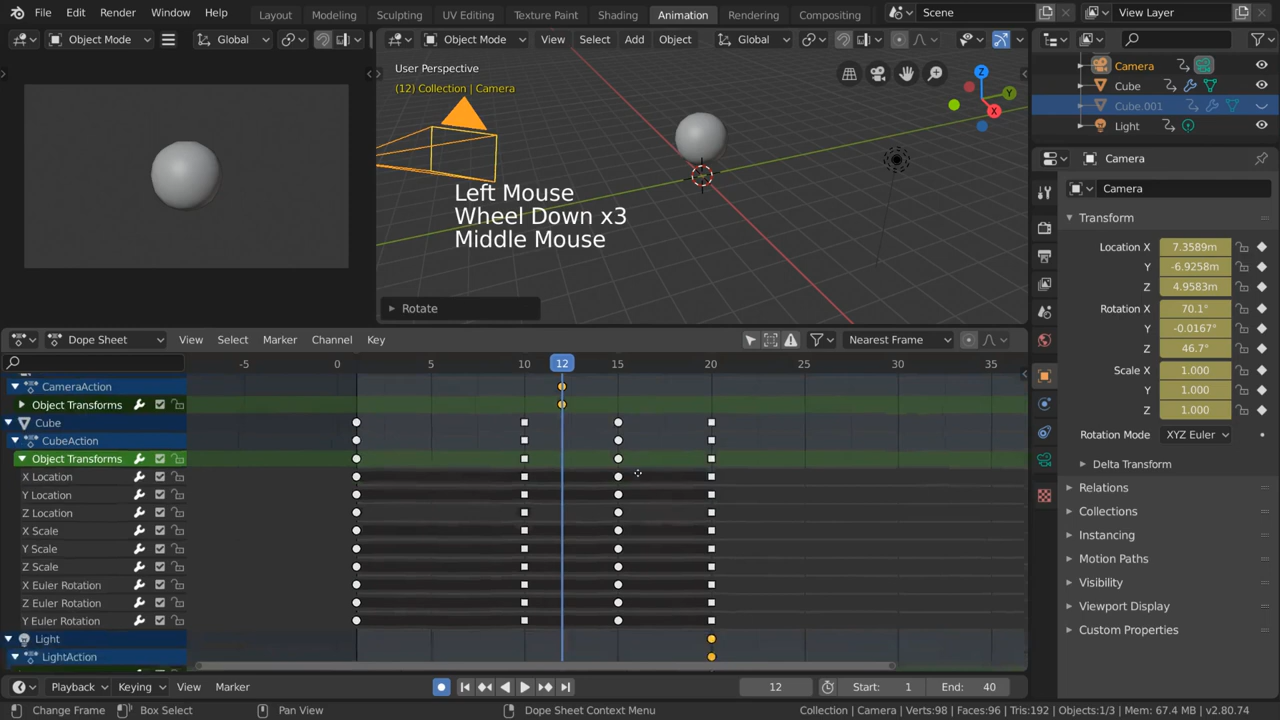 File Edit Render Window Help Layout Modeling Sculpting UV Editing Texture Paint Shading Animation Rendering Compositing Scene View Layer
Object Mode Global Object Mode View Select Add Object Global
User Perspective
(12) Collection | Camera
Z
Y
X
Left Mouse
Wheel Down x3
Middle Mouse
Rotate
Camera
Cube
Cube.001
Light
Camera
Camera
Transform
Location X 7.3589m
Y -6.9258m
Z 4.9583m
Rotation X 70.1°
Y -0.0167°
Z 46.7°
Scale X 1.000
Y 1.000
Z 1.000
Rotation Mode XYZ Euler
Delta Transform
Relations
Collections
Instancing
Motion Paths
Visibility
Viewport Display
Custom Properties
Dope Sheet View Select Marker Channel Key Nearest Frame
-5 0 5 10 12 15 20 25 30 35
CameraAction
Object Transforms
Cube
CubeAction
Object Transforms
X Location
Y Location
Z Location
X Scale
Y Scale
Z Scale
X Euler Rotation
Z Euler Rotation
Y Euler Rotation
Light
LightAction
Playback Keying View Marker 12 Start: 1 End: 40
Change Frame Box Select Pan View Dope Sheet Context Menu Collection | Camera | Verts:98 | Faces:96 | Tris:192 | Objects:1/3 | Mem: 67.4 MB | v2.80.74